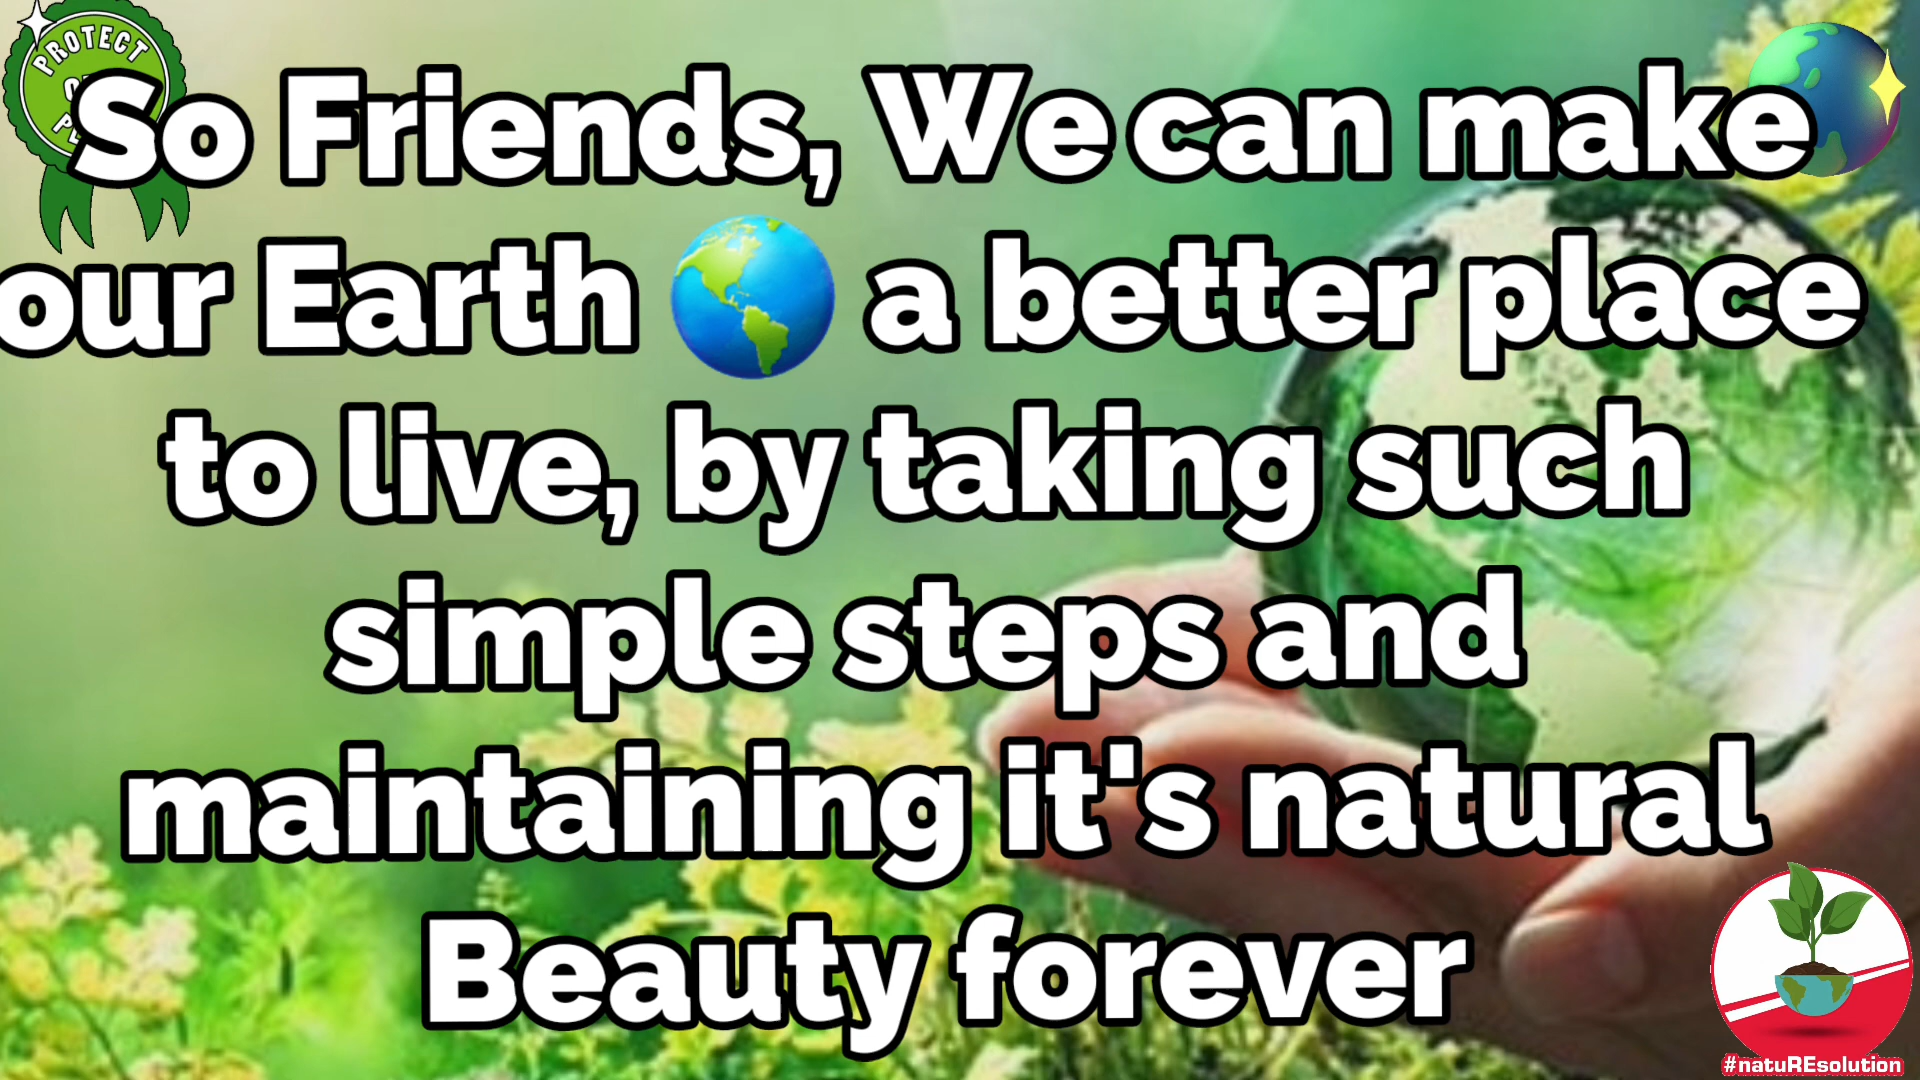 PROTECT
So Friends, We can make
our Earth 🌎 a better place
to live, by taking such
simple steps and
maintaining it's natural
Beauty forever
#natuREsolution